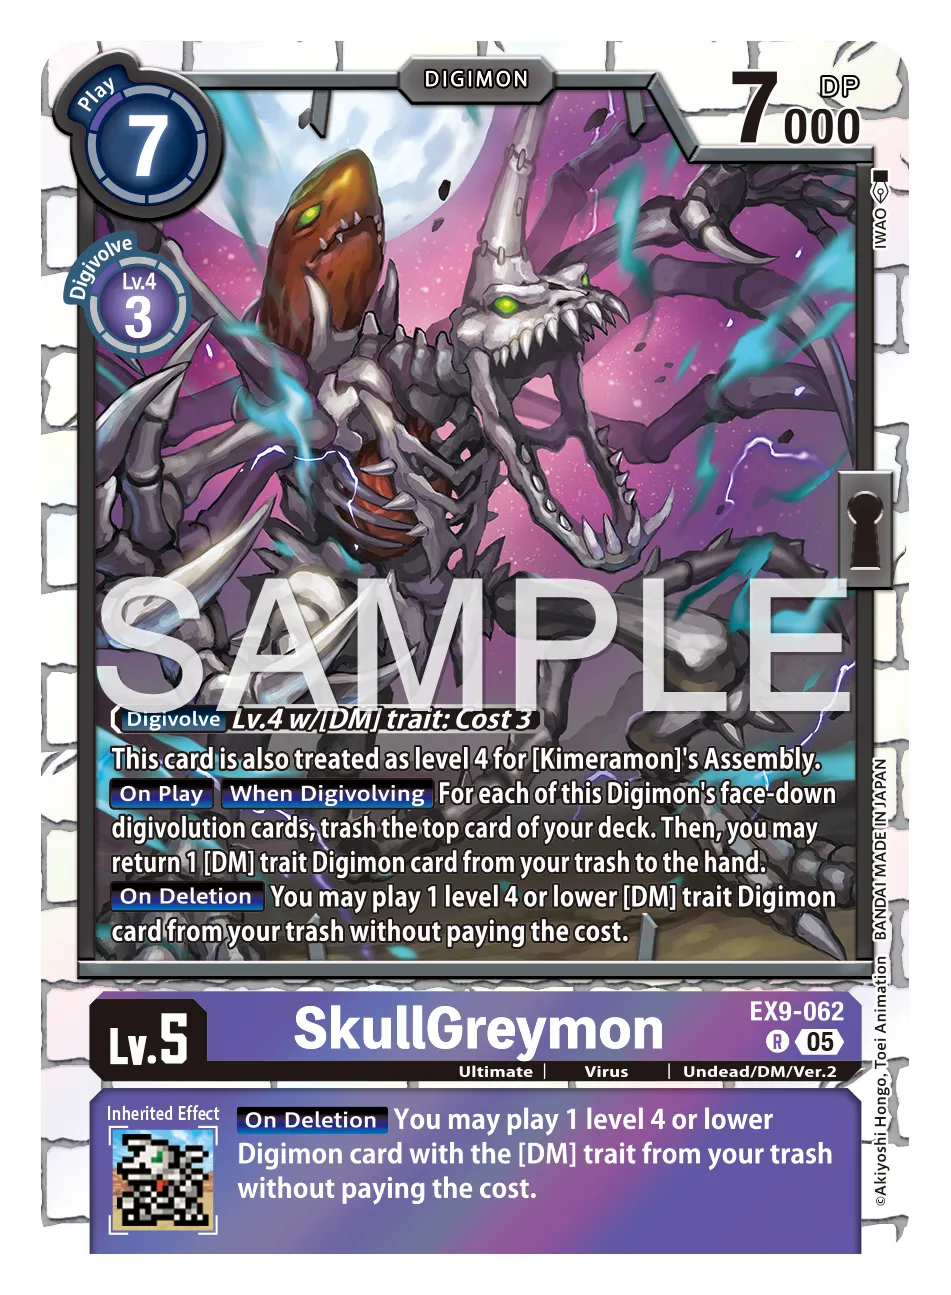 DIGIMON
Play
7
7000 DP
Digivolve
Lv.4
3
IWAO
SAMPLE
Digivolve Lv.4 w/[DM] trait: Cost 3
This card is also treated as level 4 for [Kimeramon]'s Assembly.
On Play When Digivolving For each of this Digimon's face-down
digivolution cards, trash the top card of your deck. Then, you may
return 1 [DM] trait Digimon card from your trash to the hand.
On Deletion You may play 1 level 4 or lower [DM] trait Digimon
card from your trash without paying the cost.
©Akiyoshi Hongo, Toei Animation BANDAI MADE IN JAPAN
Lv.5
SkullGreymon
EX9-062
R 05
Ultimate | Virus | Undead/DM/Ver.2
Inherited Effect
On Deletion You may play 1 level 4 or lower
Digimon card with the [DM] trait from your trash
without paying the cost.